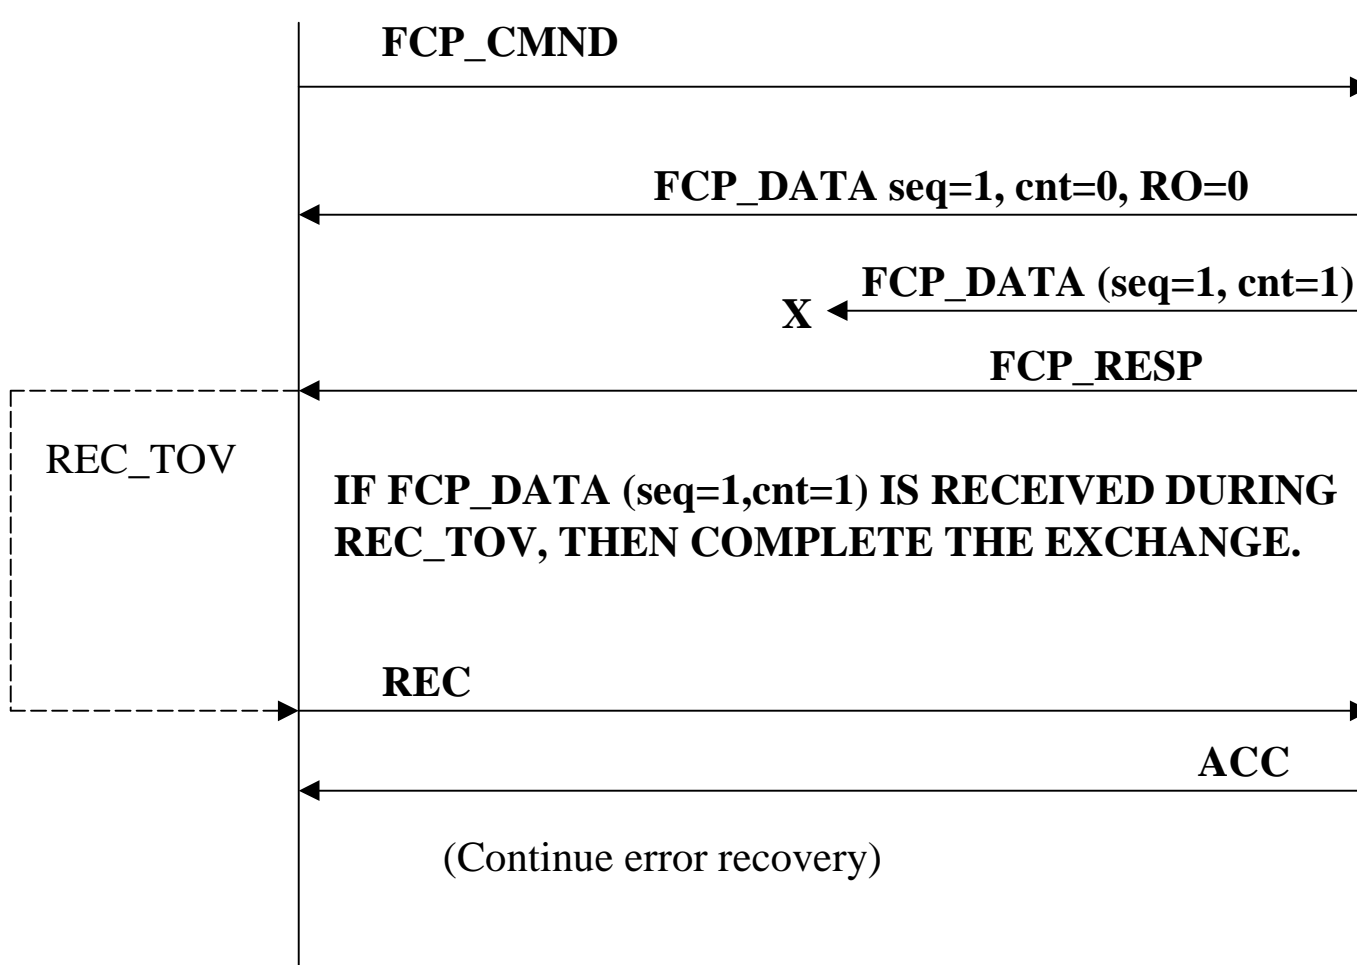 FCP_CMND
FCP_DATA seq=1, cnt=0, RO=0
FCP_DATA (seq=1, cnt=1)
X
FCP_RESP
REC_TOV
IF FCP_DATA (seq=1,cnt=1) IS RECEIVED DURING
REC_TOV, THEN COMPLETE THE EXCHANGE.
REC
ACC
(Continue error recovery)